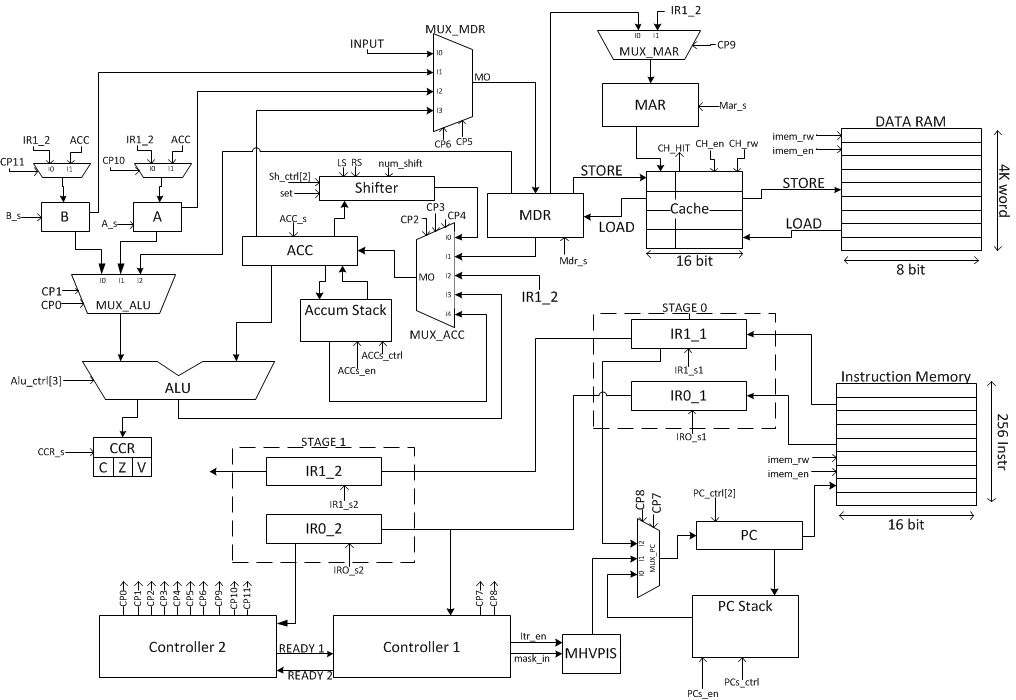 MUX_MDR
INPUT
I0
I1
I2
I3
MO
CP6
CP5
IR1_2
I0
I1
MUX_MAR
CP9
MAR
Mar_s
DATA RAM
imem_rw
imem_en
4K word
8 bit
CH_HIT
CH_en
CH_rw
STORE
STORE
Cache
LOAD
LOAD
16 bit
MDR
Mdr_s
IR1_2
ACC
IR1_2
ACC
CP11
I0
I1
CP10
I0
I1
B_s
B
A_s
A
LS
RS
num_shift
Sh_ctrl[2]
set
Shifter
ACC_s
ACC
CP2
CP3
CP4
I0
I1
I2
I3
I4
MO
MUX_ACC
IR1_2
Accum Stack
ACCs_ctrl
ACCs_en
I0
I1
I2
CP1
CP0
MUX_ALU
Alu_ctrl[3]
ALU
CCR_s
CCR
C Z V
STAGE 0
IR1_1
IR1_s1
IR0_1
IRO_s1
Instruction Memory
imem_rw
imem_en
256 Instr
16 bit
STAGE 1
IR1_2
IR1_s2
IR0_2
IRO_s2
CP8
CP7
I2
I1
I0
MUX_PC
PC_ctrl[2]
PC
PC Stack
PCs_en
PCs_ctrl
CP0
CP1
CP2
CP3
CP4
CP5
CP6
CP9
CP10
CP11
CP7
CP8
Controller 2
READY 1
READY 2
Controller 1
Itr_en
mask_in
MHVPIS